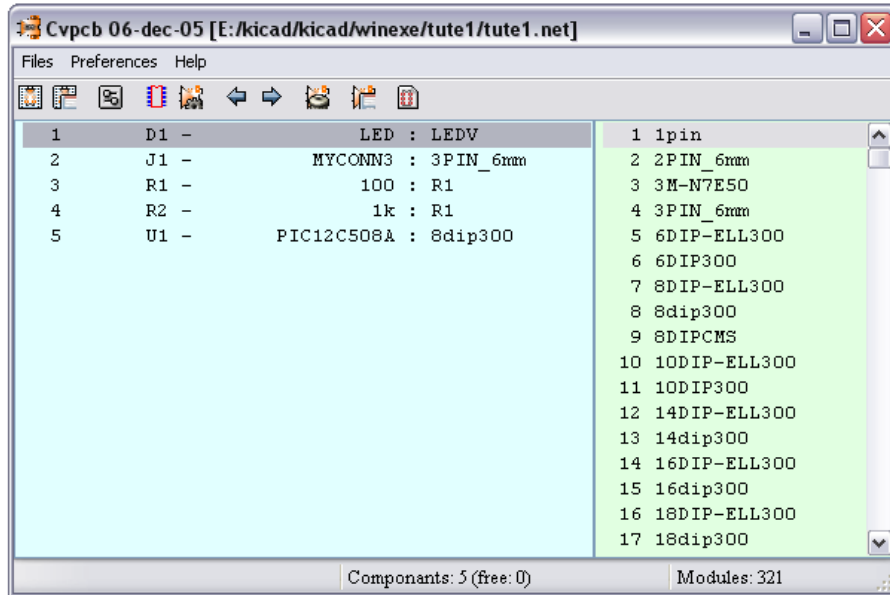 Cvpcb 06-dec-05 [E:/kicad/kicad/winexe/tute1/tute1.net]
Files Preferences Help
1 D1 - LED : LEDV
2 J1 - MYCONN3 : 3PIN_6mm
3 R1 - 100 : R1
4 R2 - 1k : R1
5 U1 - PIC12C508A : 8dip300
1 1pin
2 2PIN_6mm
3 3M-N7E50
4 3PIN_6mm
5 6DIP-ELL300
6 6DIP300
7 8DIP-ELL300
8 8dip300
9 8DIPCMS
10 10DIP-ELL300
11 10DIP300
12 14DIP-ELL300
13 14dip300
14 16DIP-ELL300
15 16dip300
16 18DIP-ELL300
17 18dip300
Componants: 5 (free: 0)
Modules: 321